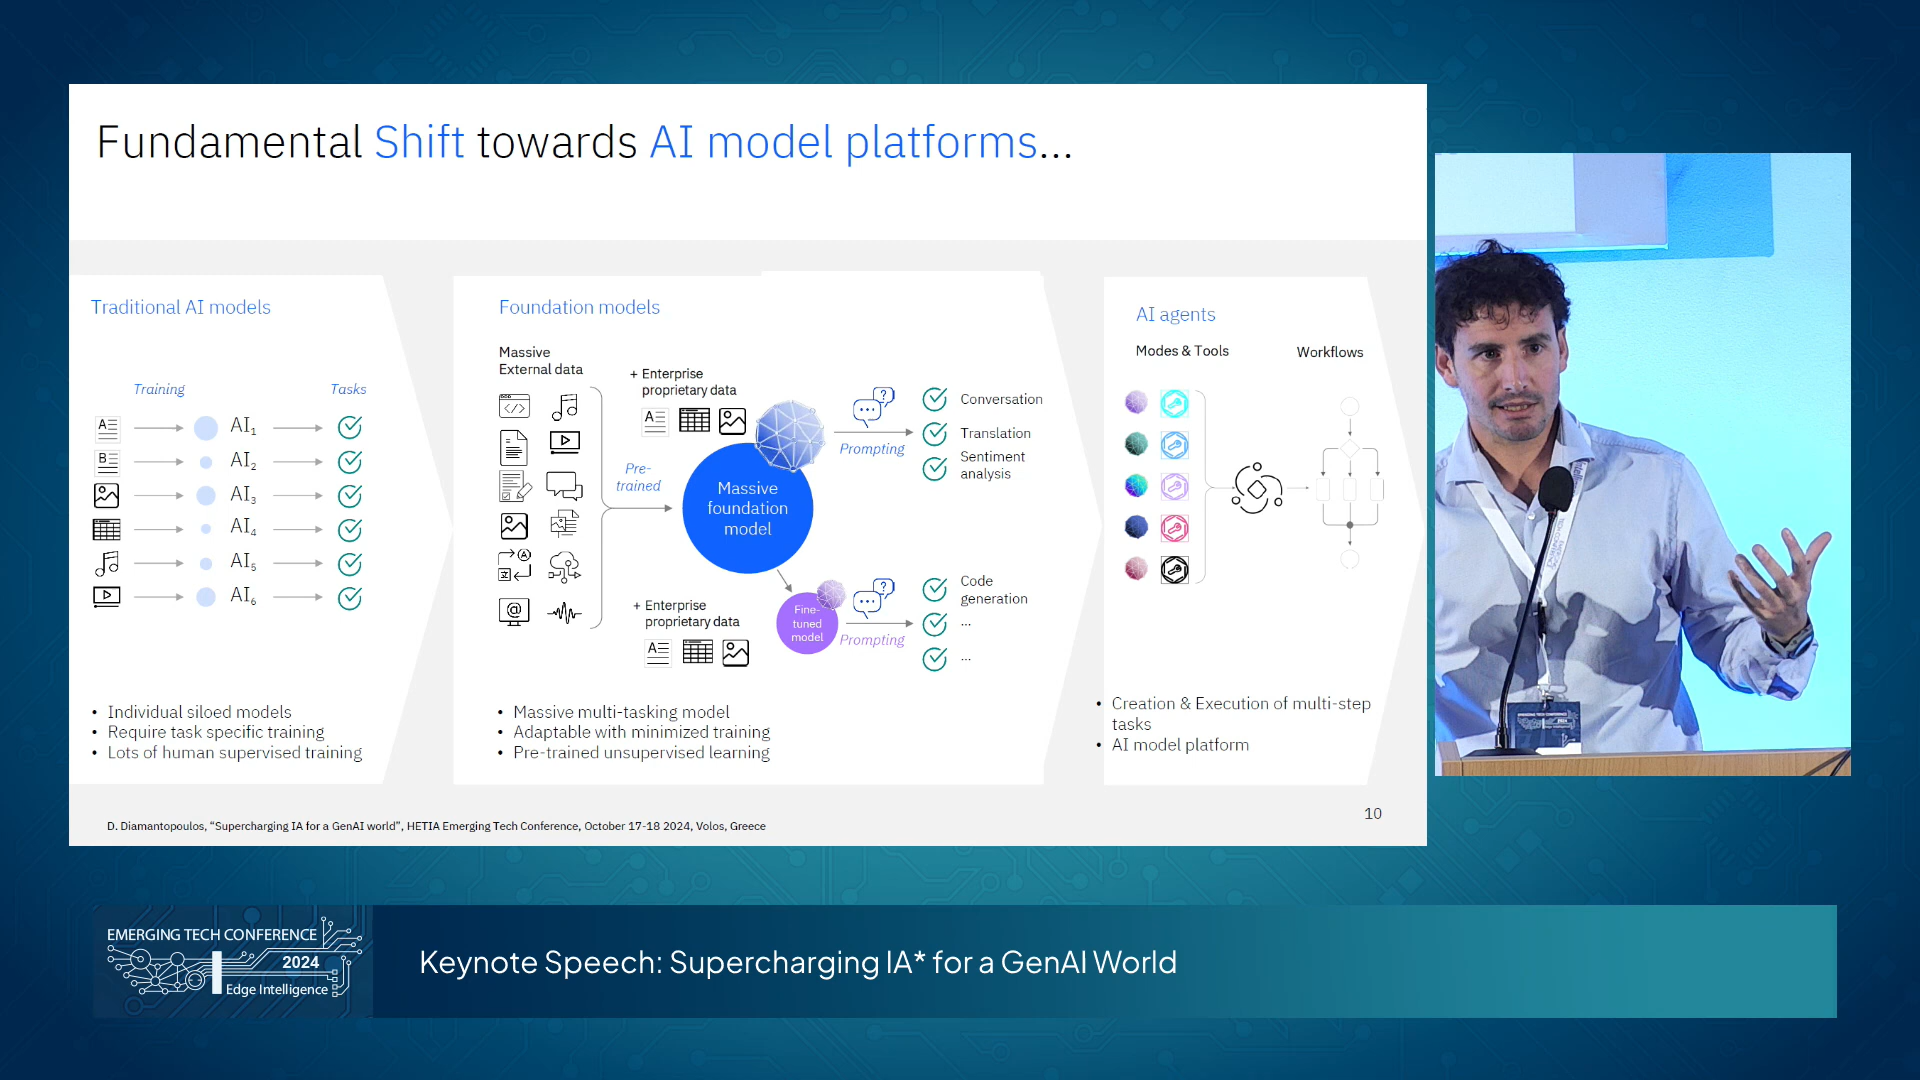 Fundamental Shift towards AI model platforms...
Traditional AI models
Training
Tasks
A
AI1
B
AI2
AI3
AI4
AI5
AI6
• Individual siloed models
• Require task specific training
• Lots of human supervised training
Foundation models
Massive
External data
Pre-
trained
+ Enterprise
proprietary data
A
Massive
foundation
model
Prompting
Conversation
Translation
Sentiment
analysis
+ Enterprise
proprietary data
A
Fine-
tuned
model
Prompting
Code
generation
...
...
• Massive multi-tasking model
• Adaptable with minimized training
• Pre-trained unsupervised learning
AI agents
Modes & Tools
Workflows
• Creation & Execution of multi-step
tasks
• AI model platform
D. Diamantopoulos, “Supercharging IA for a GenAI world”, HETIA Emerging Tech Conference, October 17-18 2024, Volos, Greece
10
EMERGING TECH CONFERENCE
2024
Edge Intelligence
Keynote Speech: Supercharging IA* for a GenAI World